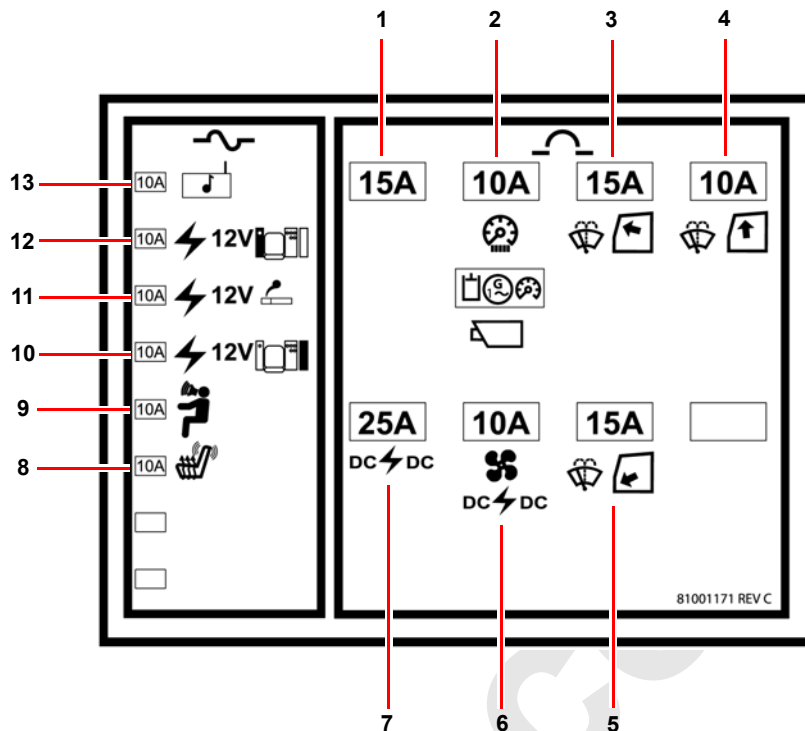 1 2 3 4
13 10A 15A 10A 15A 10A
12 10A 12V
G
1
11 10A 12V
10 10A 12V
9 10A 25A 10A 15A
8 10A DC DC
DC DC
81001171 REV C
7 6 5